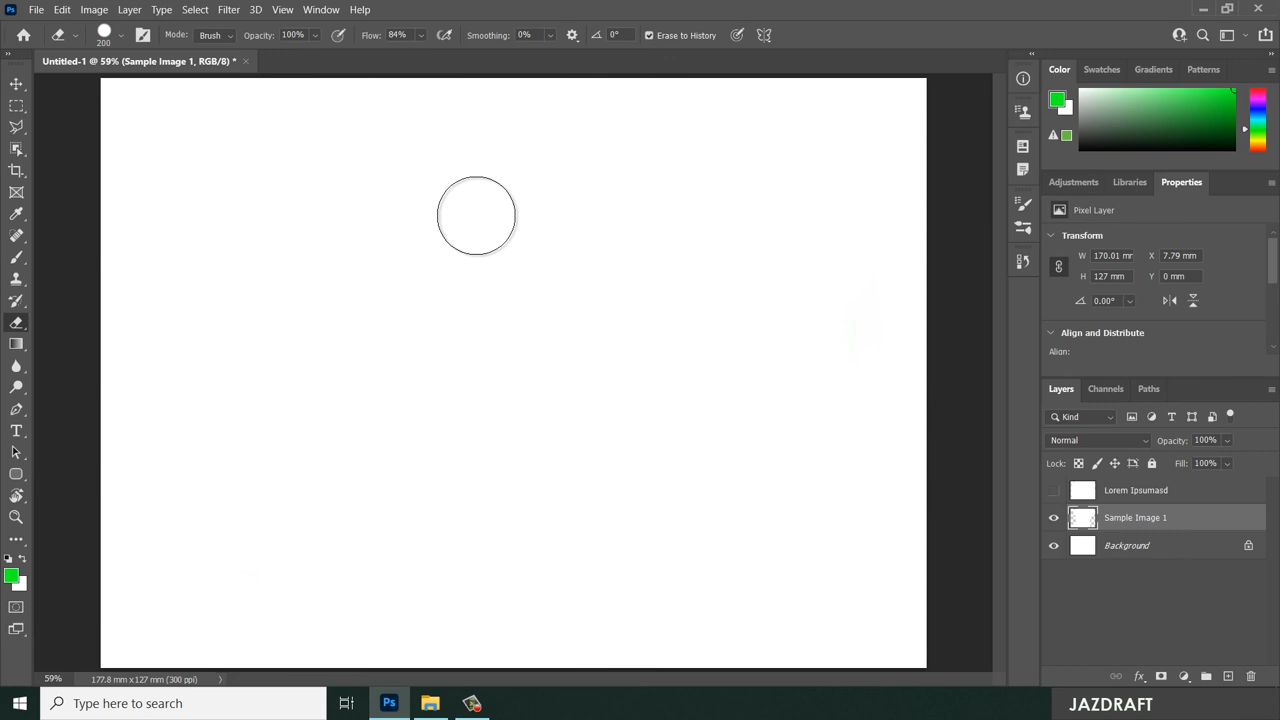 Ps File Edit Image Layer Type Select Filter 3D View Window Help
200 Mode: Brush Opacity: 100% Flow: 84% Smoothing: 0% 0° Erase to History
Untitled-1 @ 59% (Sample Image 1, RGB/8) *
Color Swatches Gradients Patterns
Adjustments Libraries Properties
Pixel Layer
Transform
W 170.01 mr X 7.79 mm
H 127 mm Y 0 mm
0.00°
Align and Distribute
Align:
Layers Channels Paths
Kind
Normal Opacity: 100%
Lock: Fill: 100%
Lorem Ipsumasd
Sample Image 1
Background
59% 177.8 mm x 127 mm (300 ppi)
Type here to search Ps
JAZDRAFT